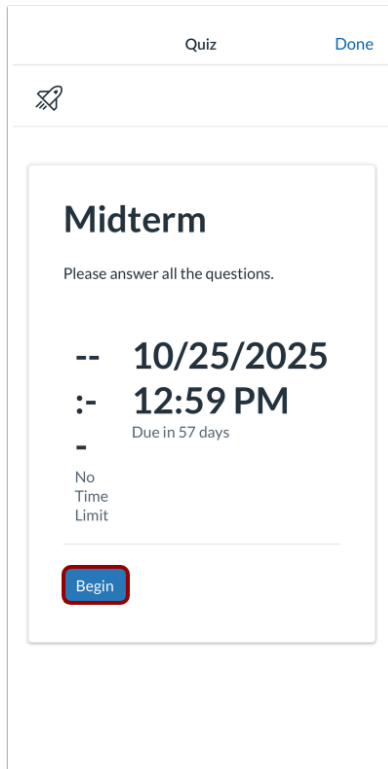 Quiz
Done
Midterm
Please answer all the questions.
--
:-
-
No
Time
Limit
10/25/2025
12:59 PM
Due in 57 days
Begin